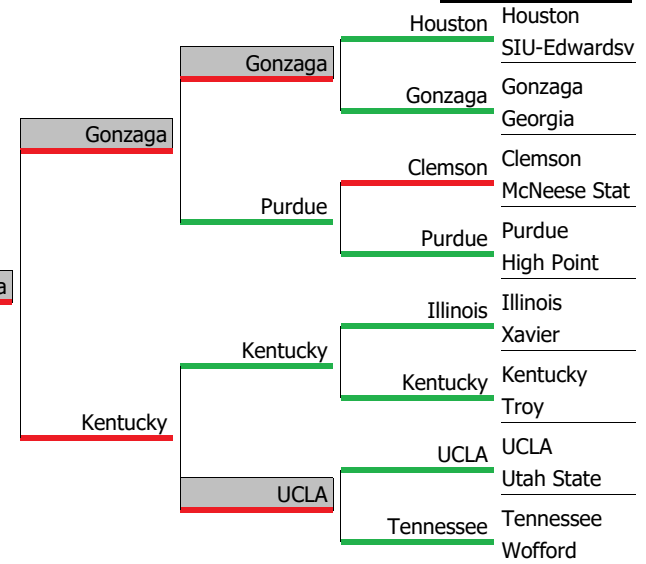 Houston
Houston
SIU-Edwardsv
Gonzaga
Gonzaga
Gonzaga
Georgia
Gonzaga
Clemson
Clemson
McNeese Stat
Purdue
Purdue
Purdue
High Point
a
Illinois
Illinois
Xavier
Kentucky
Kentucky
Kentucky
Troy
Kentucky
UCLA
UCLA
Utah State
UCLA
Tennessee
Tennessee
Wofford